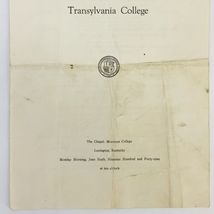 Transylvania College
The Chapel, Morrison College
Lexington, Kentucky
Monday Morning, June Sixth, Nineteen Hundred and Forty-nine
at ten o'clock